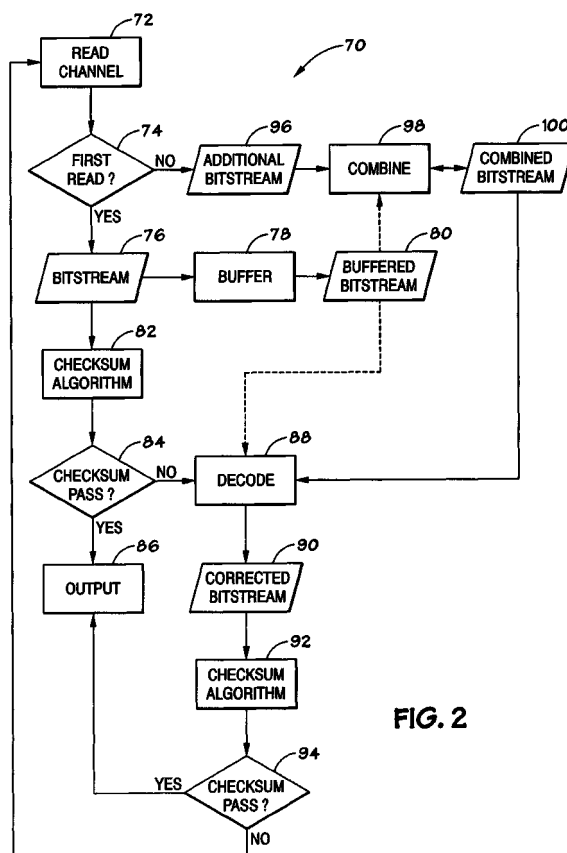 72
READ
CHANNEL
70
74
FIRST
READ ?
NO
YES
96
ADDITIONAL
BITSTREAM
98
COMBINE
100
COMBINED
BITSTREAM
76
BITSTREAM
78
BUFFER
80
BUFFERED
BITSTREAM
82
CHECKSUM
ALGORITHM
84
CHECKSUM
PASS ?
NO
YES
88
DECODE
86
OUTPUT
90
CORRECTED
BITSTREAM
92
CHECKSUM
ALGORITHM
FIG. 2
94
CHECKSUM
PASS ?
YES
NO